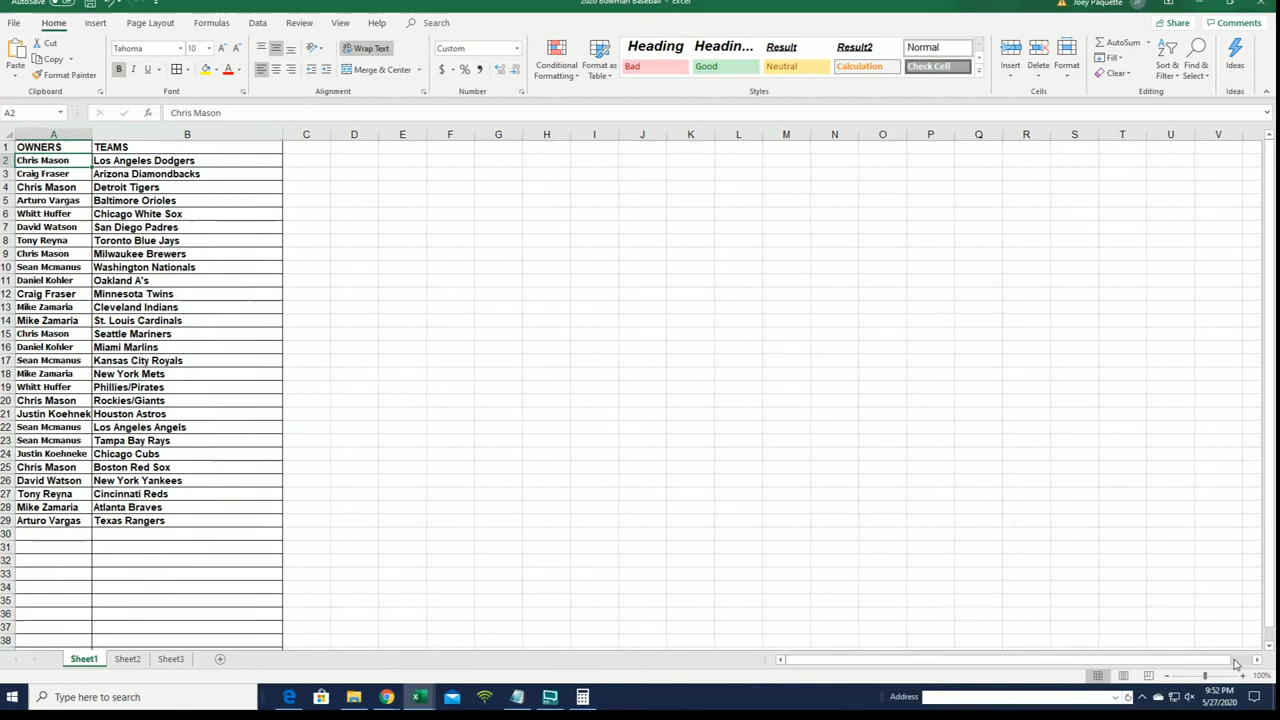 AutoSave Off 2020 Bowman Baseball - Excel Joey Paquette JP
File Home Insert Page Layout Formulas Data Review View Help Search Share Comments
Paste Cut Copy Format Painter Clipboard
Tahoma 10 Font
Wrap Text Merge & Center Alignment
Custom Number
Conditional Formatting Format as Table
Heading Headin... Result Result2 Normal
Bad Good Neutral Calculation Check Cell
Styles
Insert Delete Format Cells
AutoSum Fill Clear Sort & Filter Find & Select Editing
Ideas Ideas
A2 fx Chris Mason
A B C D E F G H I J K L M N O P Q R S T U V
1 OWNERS TEAMS
2 Chris Mason Los Angeles Dodgers
3 Craig Fraser Arizona Diamondbacks
4 Chris Mason Detroit Tigers
5 Arturo Vargas Baltimore Orioles
6 Whitt Huffer Chicago White Sox
7 David Watson San Diego Padres
8 Tony Reyna Toronto Blue Jays
9 Chris Mason Milwaukee Brewers
10 Sean Mcmanus Washington Nationals
11 Daniel Kohler Oakland A's
12 Craig Fraser Minnesota Twins
13 Mike Zamaria Cleveland Indians
14 Mike Zamaria St. Louis Cardinals
15 Chris Mason Seattle Mariners
16 Daniel Kohler Miami Marlins
17 Sean Mcmanus Kansas City Royals
18 Mike Zamaria New York Mets
19 Whitt Huffer Phillies/Pirates
20 Chris Mason Rockies/Giants
21 Justin Koehnek Houston Astros
22 Sean Mcmanus Los Angeles Angels
23 Sean Mcmanus Tampa Bay Rays
24 Justin Koehneke Chicago Cubs
25 Chris Mason Boston Red Sox
26 David Watson New York Yankees
27 Tony Reyna Cincinnati Reds
28 Mike Zamaria Atlanta Braves
29 Arturo Vargas Texas Rangers
30
31
32
33
34
35
36
37
38
Sheet1 Sheet2 Sheet3
100%
Type here to search Address 9:52 PM
5/27/2020